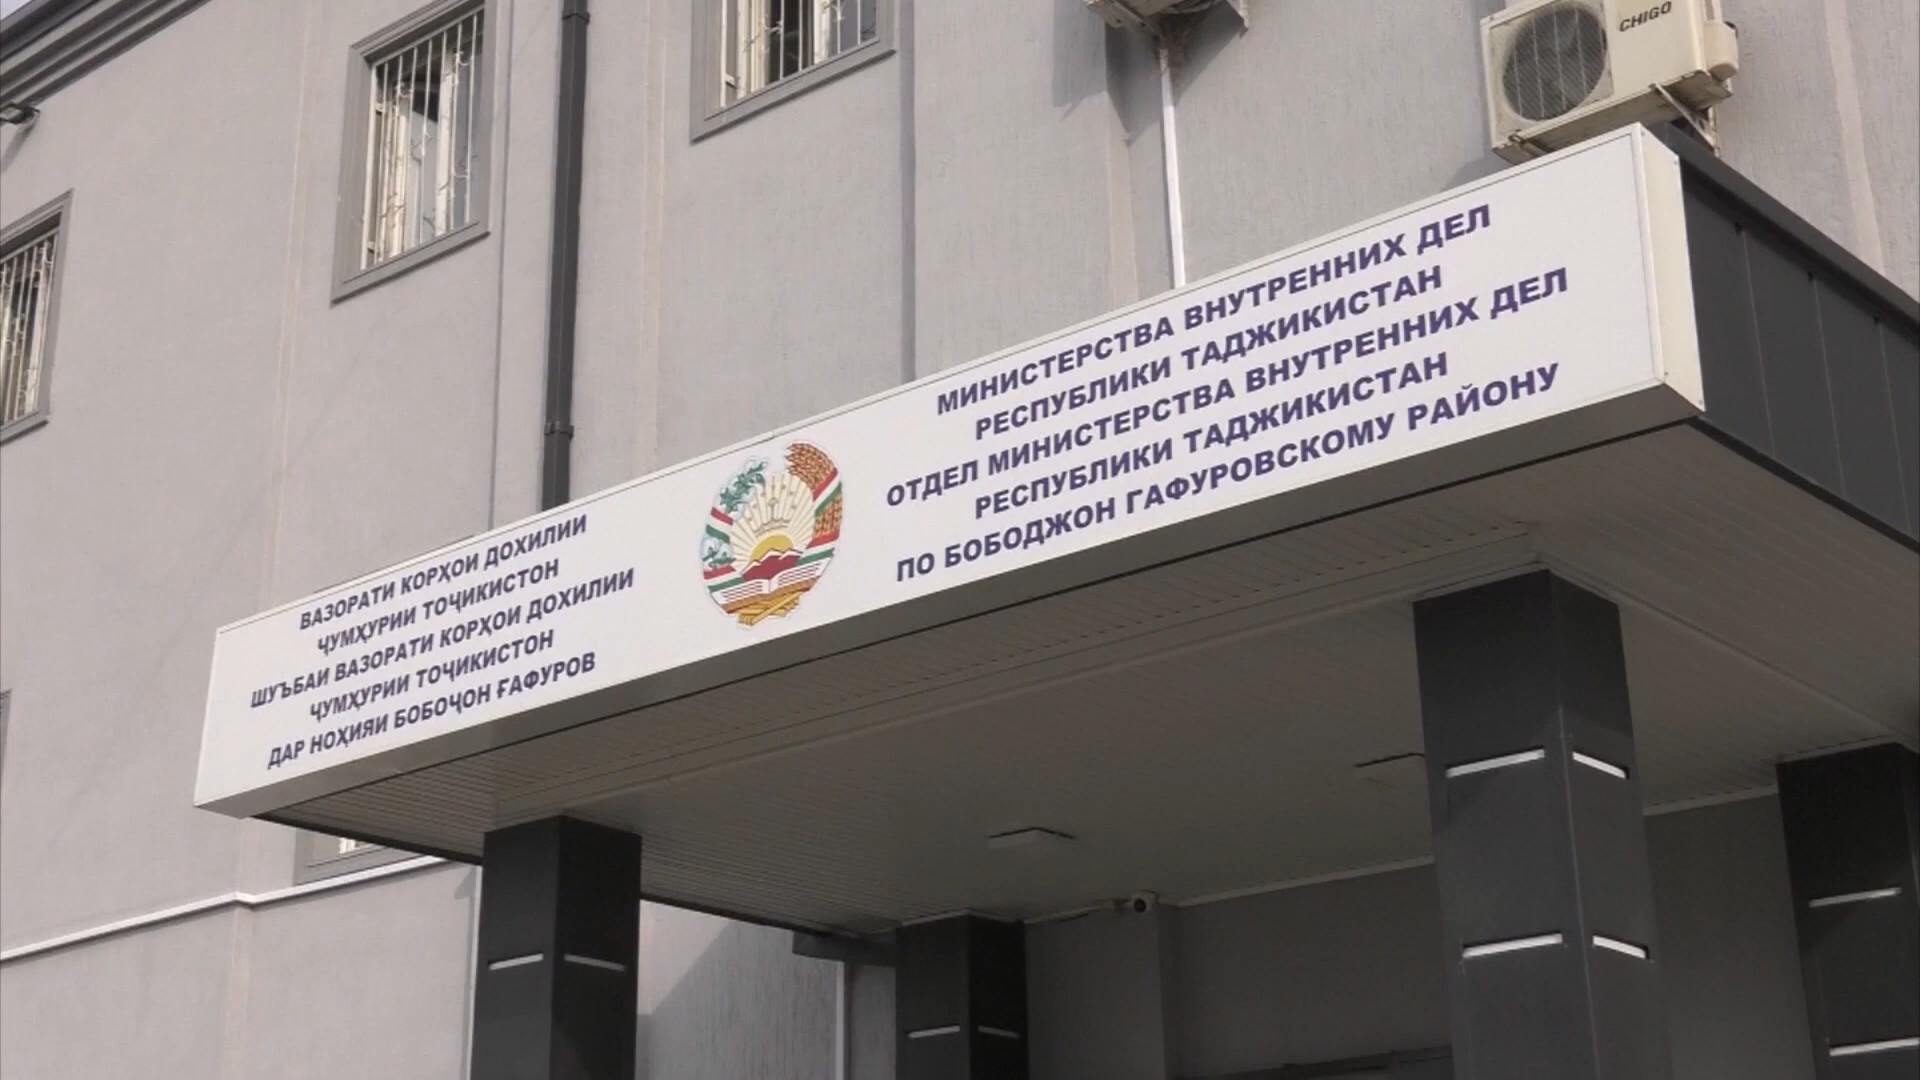 CHIGO
ВАЗОРАТИ КОРҲОИ ДОХИЛИИ
ҶУМҲУРИИ ТОҶИКИСТОН
ШУЪБАИ ВАЗОРАТИ КОРҲОИ ДОХИЛИИ
ҶУМҲУРИИ ТОҶИКИСТОН
ДАР НОҲИЯИ БОБОҶОН ҒАФУРОВ
МИНИСТЕРСТВА ВНУТРЕННИХ ДЕЛ
РЕСПУБЛИКИ ТАДЖИКИСТАН
ОТДЕЛ МИНИСТЕРСТВА ВНУТРЕННИХ ДЕЛ
РЕСПУБЛИКИ ТАДЖИКИСТАН
ПО БОБОДЖОН ГАФУРОВСКОМУ РАЙОНУ